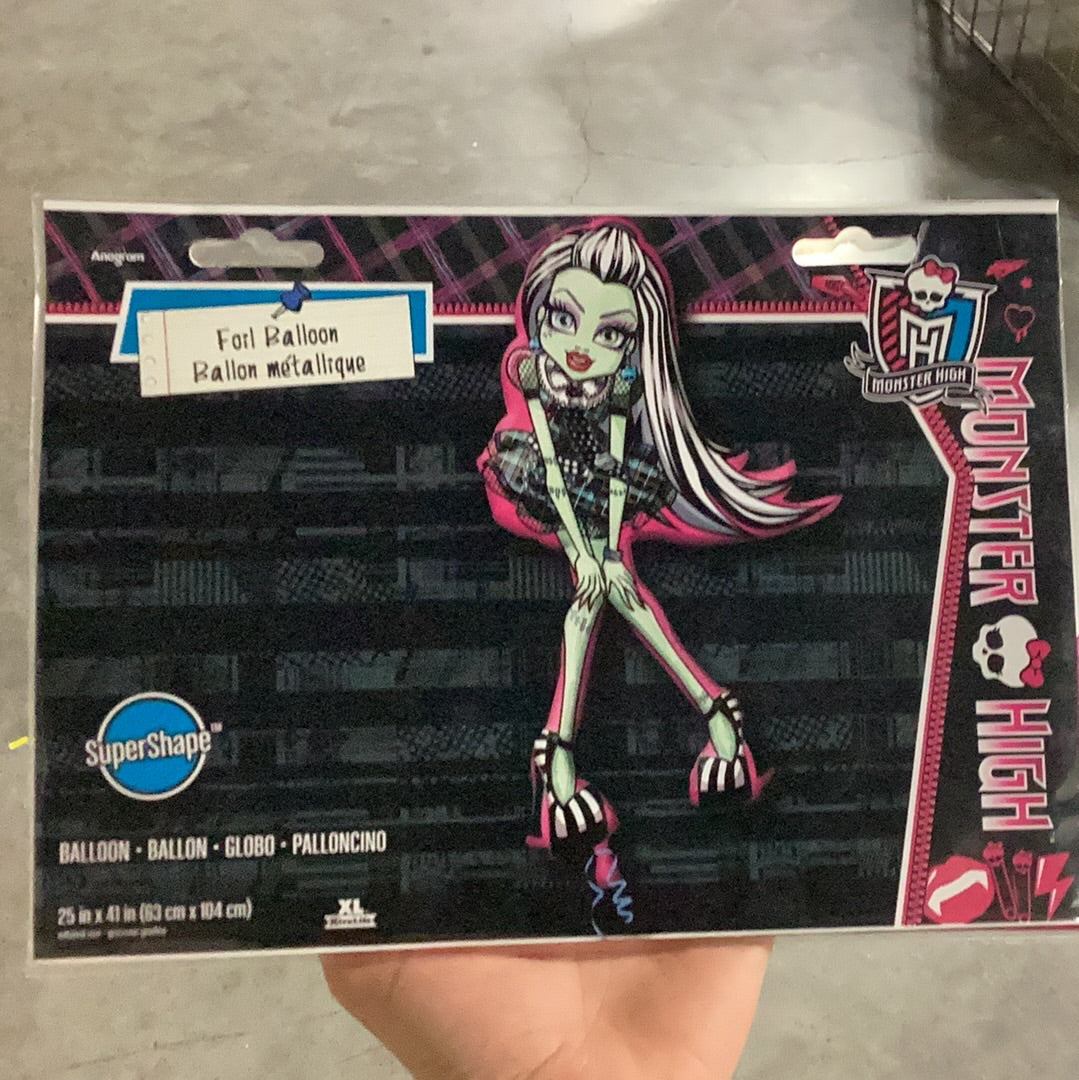 Anagram
Foil Balloon
Ballon métallique
MONSTER HIGH
MONSTER HIGH
SuperShape™
BALLOON • BALLON • GLOBO • PALLONCINO
25 in x 41 in (63 cm x 104 cm)
XL